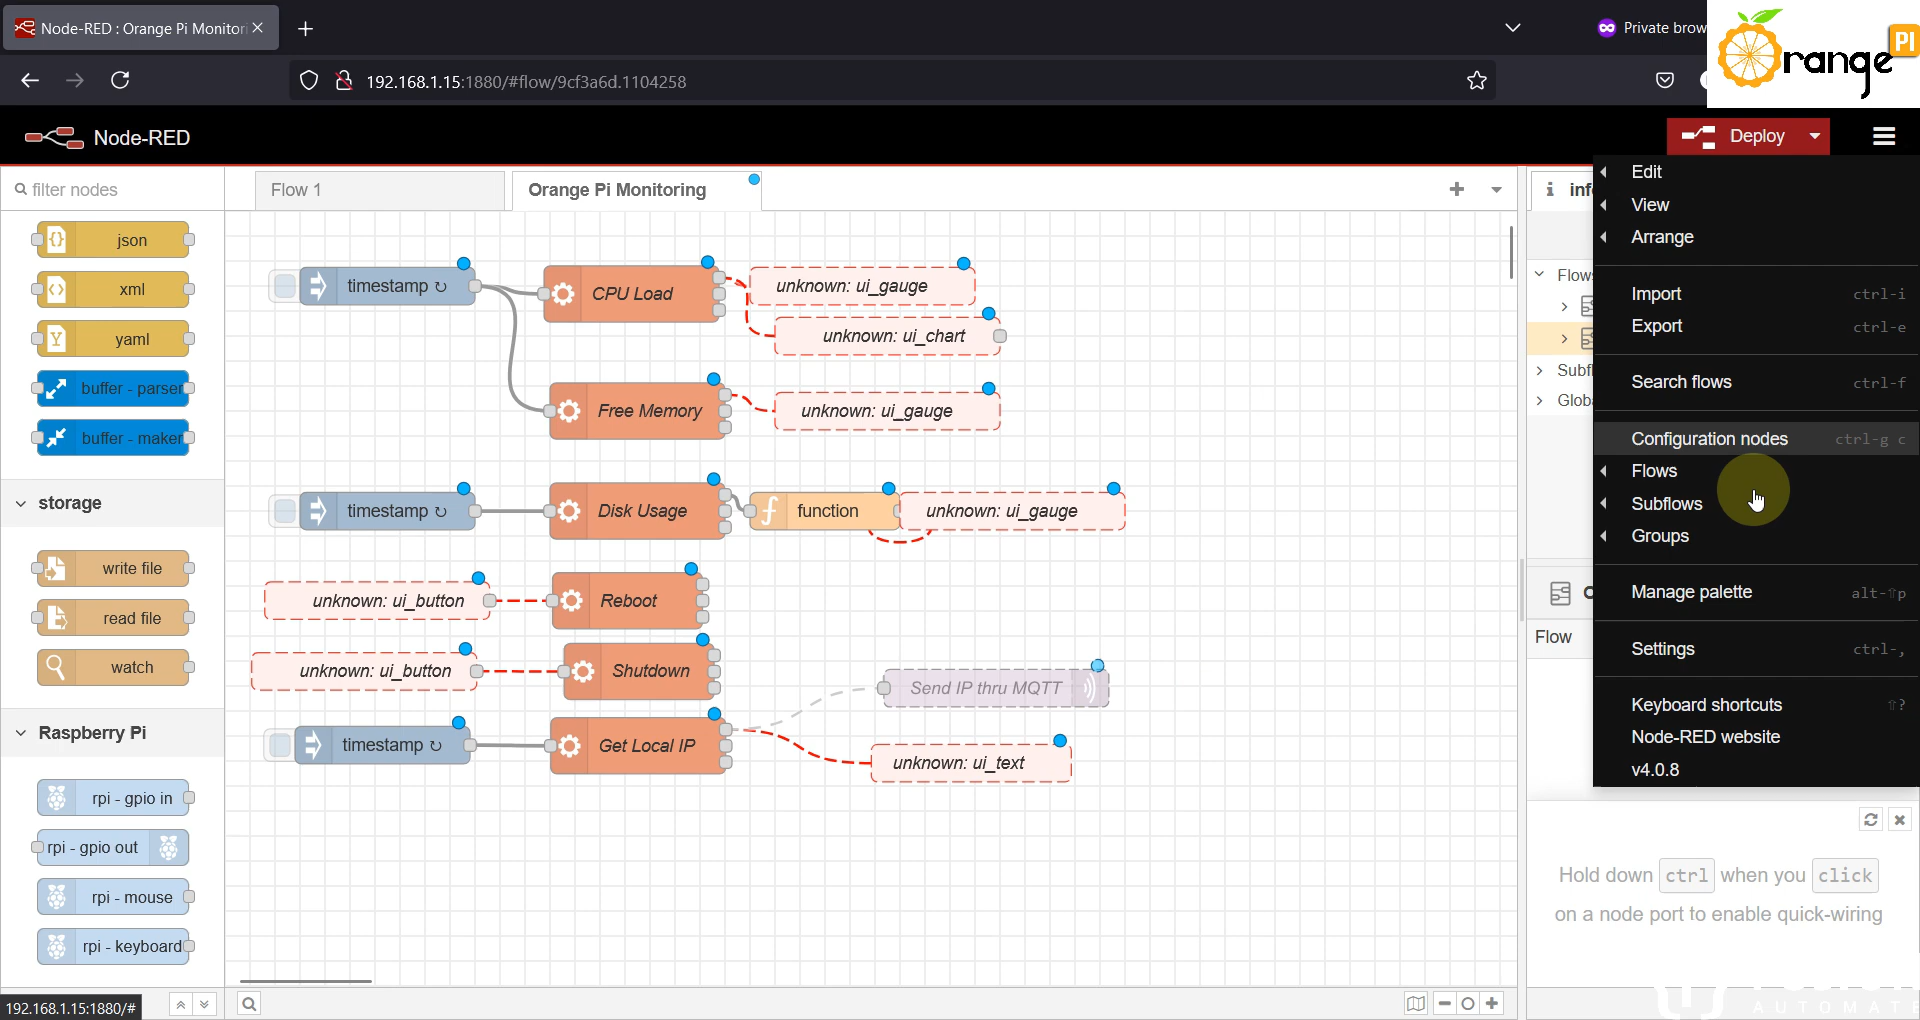 Node-RED : Orange Pi Monitori
Private brow
range PI
192.168.1.15:1880/#flow/9cf3a6d.1104258
Node-RED
Deploy
filter nodes
Flow 1
Orange Pi Monitoring
i
Edit
View
Arrange
Import ctrl-i
Export ctrl-e
Search flows ctrl-f
Configuration nodes ctrl-g c
Flows
Subflows
Groups
Manage palette alt-⇧p
Settings ctrl-,
Keyboard shortcuts ⇧?
Node-RED website
v4.0.8
json
xml
yaml
buffer - parser
buffer - maker
storage
write file
read file
watch
Raspberry Pi
rpi - gpio in
rpi - gpio out
rpi - mouse
rpi - keyboard
timestamp ↻
CPU Load
unknown: ui_gauge
unknown: ui_chart
Free Memory
unknown: ui_gauge
timestamp ↻
Disk Usage
function
unknown: ui_gauge
unknown: ui_button
Reboot
unknown: ui_button
Shutdown
Send IP thru MQTT
timestamp ↻
Get Local IP
unknown: ui_text
Flow
Hold down ctrl when you click
on a node port to enable quick-wiring
192.168.1.15:1880/#